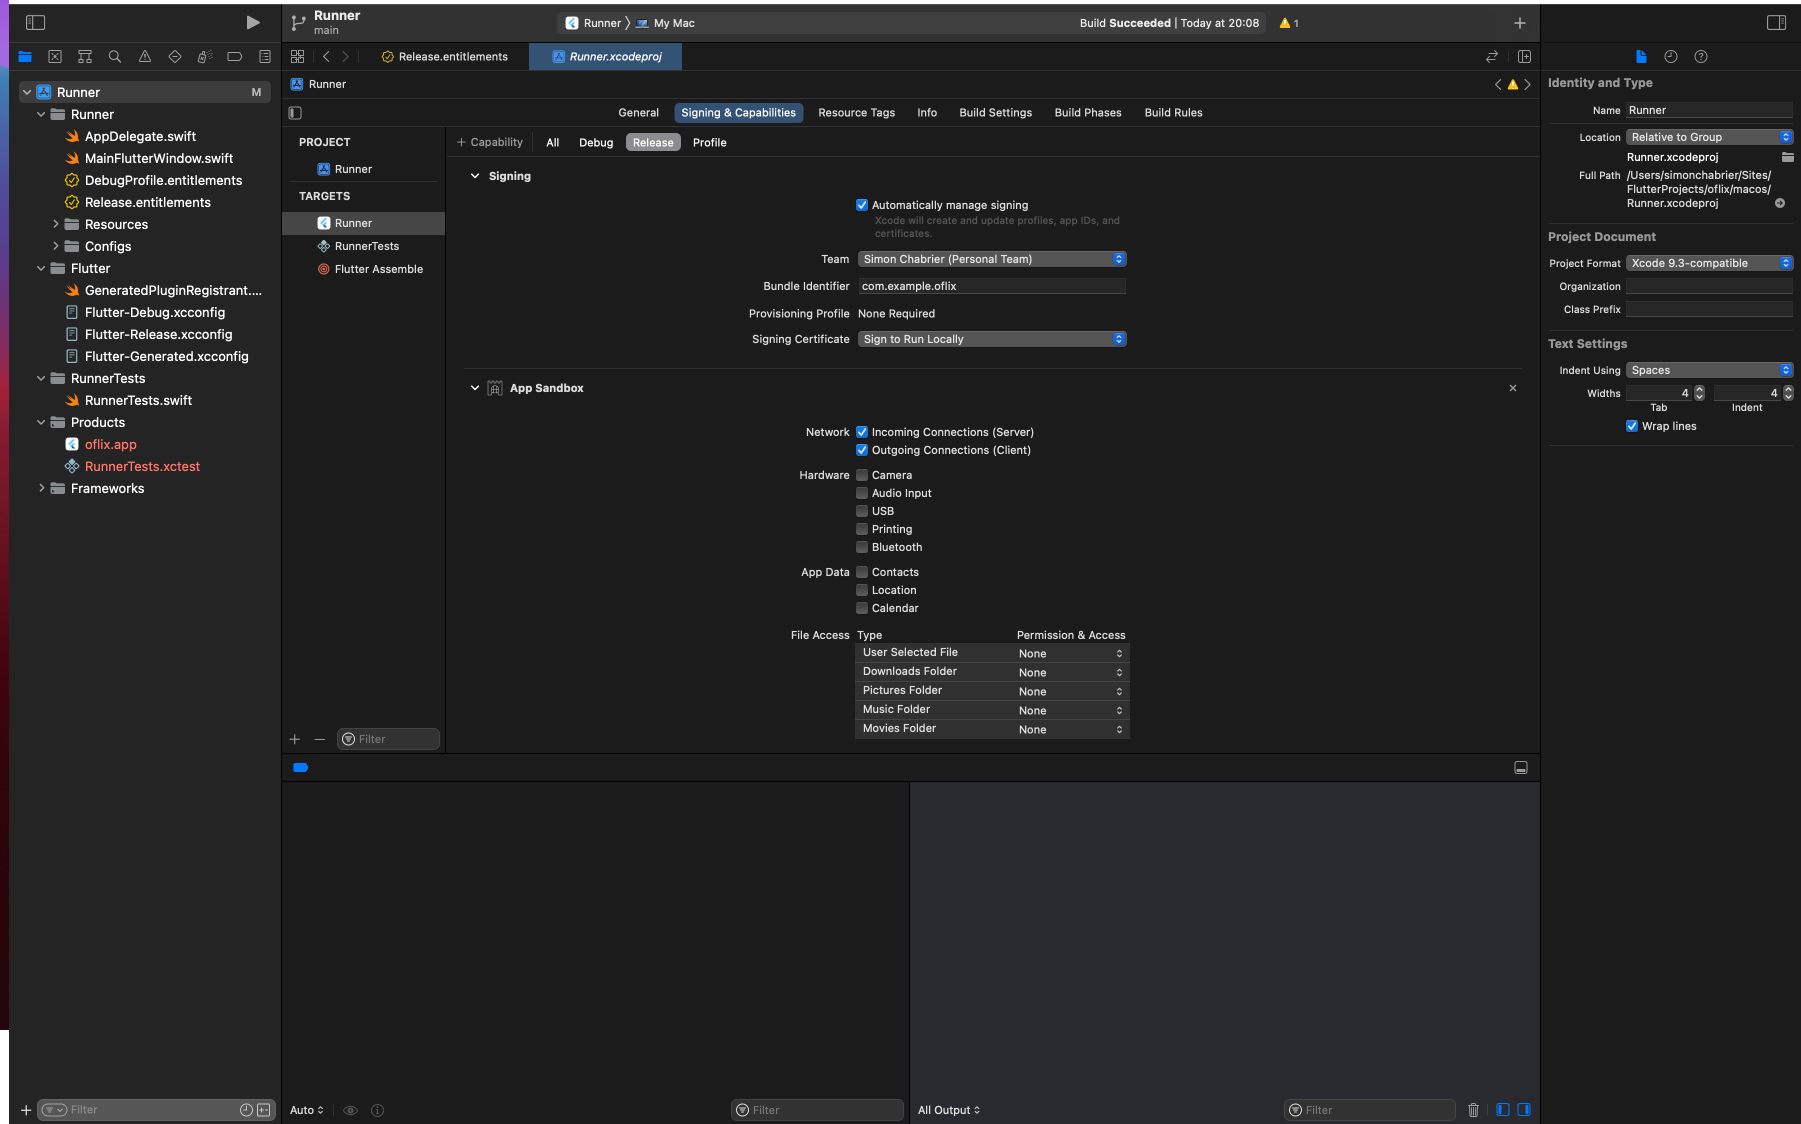 Runner
main
Runner
My Mac
Build Succeeded | Today at 20:08
1
Release.entitlements
Runner.xcodeproj
Runner
M
Runner
AppDelegate.swift
MainFlutterWindow.swift
DebugProfile.entitlements
Release.entitlements
Resources
Configs
Flutter
GeneratedPluginRegistrant....
Flutter-Debug.xcconfig
Flutter-Release.xcconfig
Flutter-Generated.xcconfig
RunnerTests
RunnerTests.swift
Products
oflix.app
RunnerTests.xctest
Frameworks
Filter
Runner
General
Signing & Capabilities
Resource Tags
Info
Build Settings
Build Phases
Build Rules
PROJECT
Runner
TARGETS
Runner
RunnerTests
Flutter Assemble
Filter
+ Capability
All
Debug
Release
Profile
Signing
Automatically manage signing
Xcode will create and update profiles, app IDs, and
certificates.
Team
Simon Chabrier (Personal Team)
Bundle Identifier
com.example.oflix
Provisioning Profile
None Required
Signing Certificate
Sign to Run Locally
App Sandbox
Network
Incoming Connections (Server)
Outgoing Connections (Client)
Hardware
Camera
Audio Input
USB
Printing
Bluetooth
App Data
Contacts
Location
Calendar
File Access
Type
Permission & Access
User Selected File
None
Downloads Folder
None
Pictures Folder
None
Music Folder
None
Movies Folder
None
Auto
Filter
All Output
Filter
Identity and Type
Name
Runner
Location
Relative to Group
Runner.xcodeproj
Full Path
/Users/simonchabrier/Sites/
FlutterProjects/oflix/macos/
Runner.xcodeproj
Project Document
Project Format
Xcode 9.3-compatible
Organization
Class Prefix
Text Settings
Indent Using
Spaces
Widths
4
4
Tab
Indent
Wrap lines